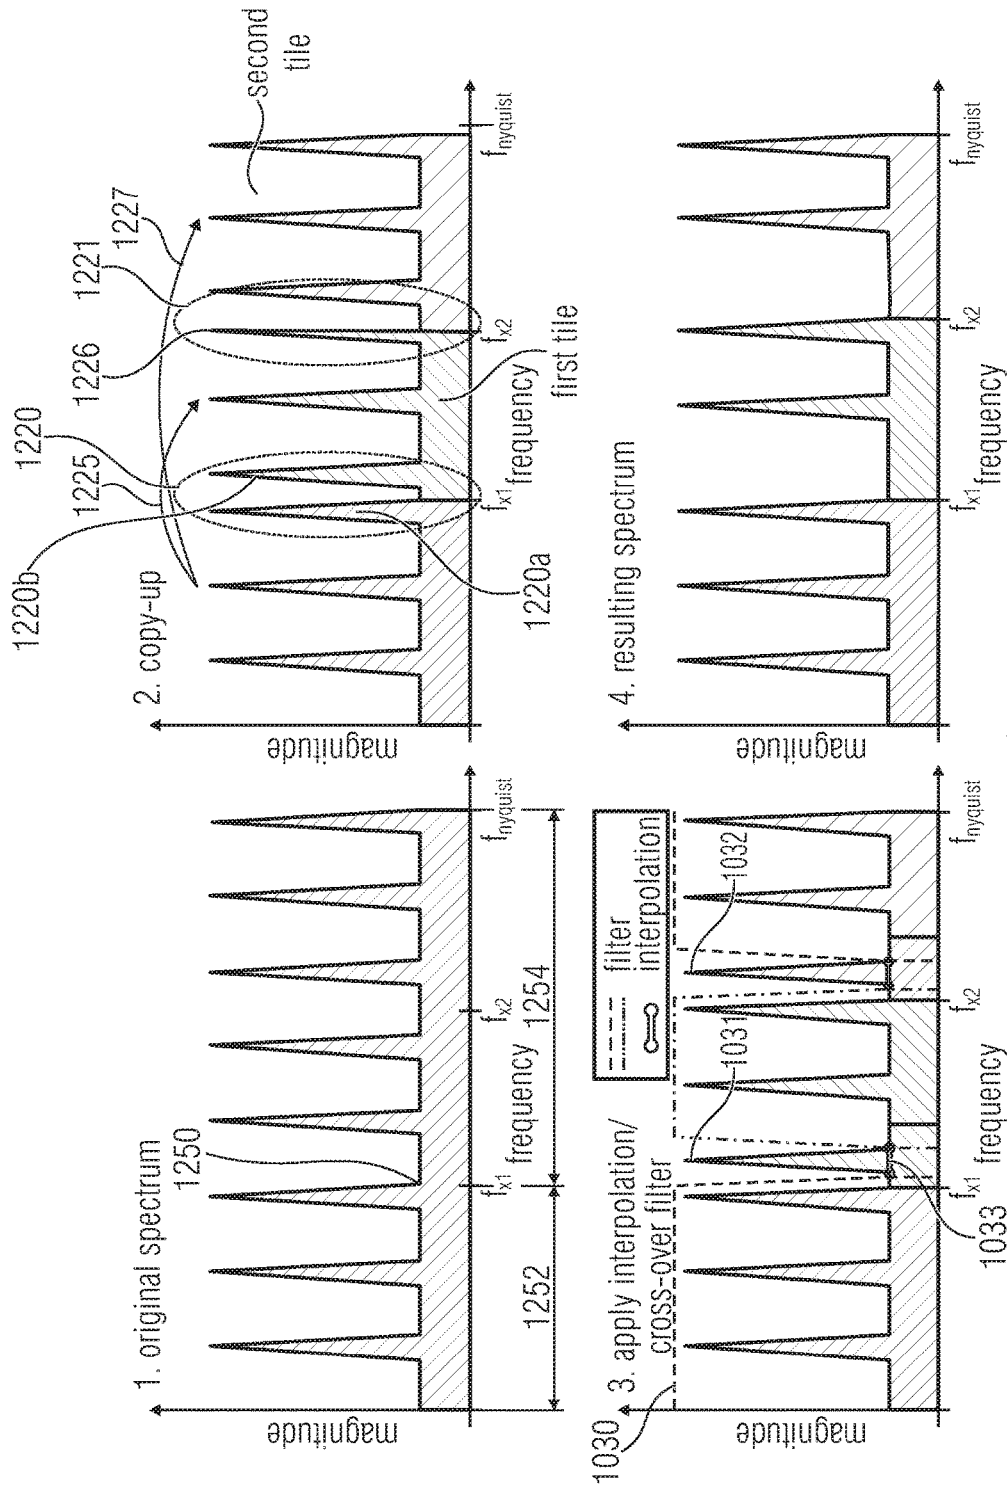 1. original spectrum
magnitude
1250
f_x1
frequency
f_x2
f_nyquist
1252
1254
2. copy-up
magnitude
1220b
1225
1220
1226
1221
1227
second
tile
1220a
f_x1
frequency
f_x2
f_nyquist
first tile
3. apply interpolation/
cross-over filter
filter
interpolation
1030
magnitude
1031
1032
1033
f_x1
frequency
f_x2
f_nyquist
4. resulting spectrum
magnitude
f_x1
frequency
f_x2
f_nyquist